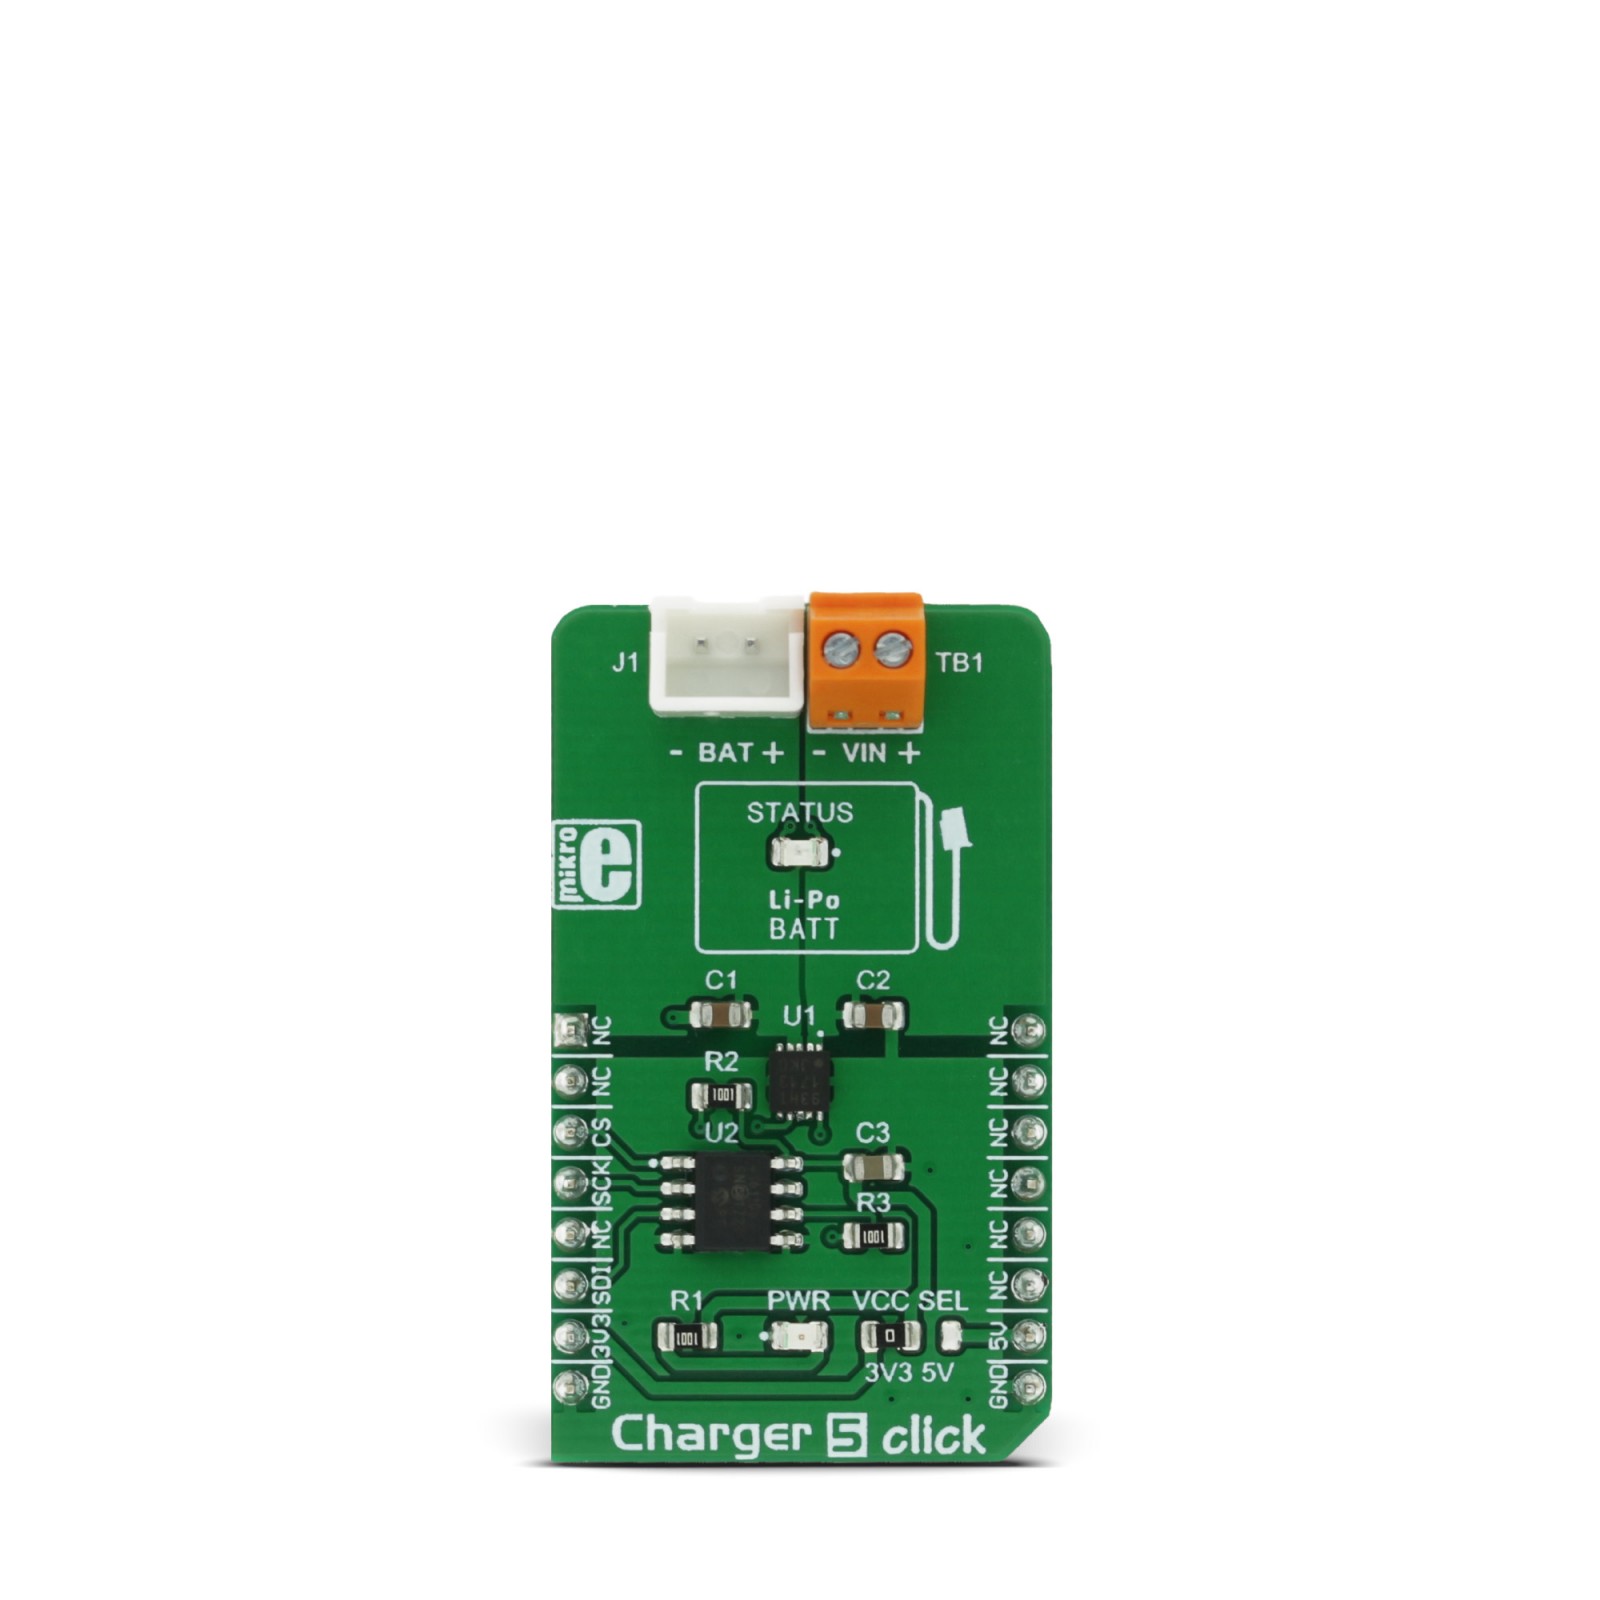 J1
TB1
- BAT + - VIN +
STATUS
Li-Po
BATT
mikro e
C1
C2
U1
R2
1001
U2
C3
R3
1001
R1
PWR
VCC SEL
1001
0
3V3 5V
NC
NC
CS
SCK
NC
SDI
3V3
GND
NC
NC
NC
NC
NC
NC
5V
GND
Charger 5 click